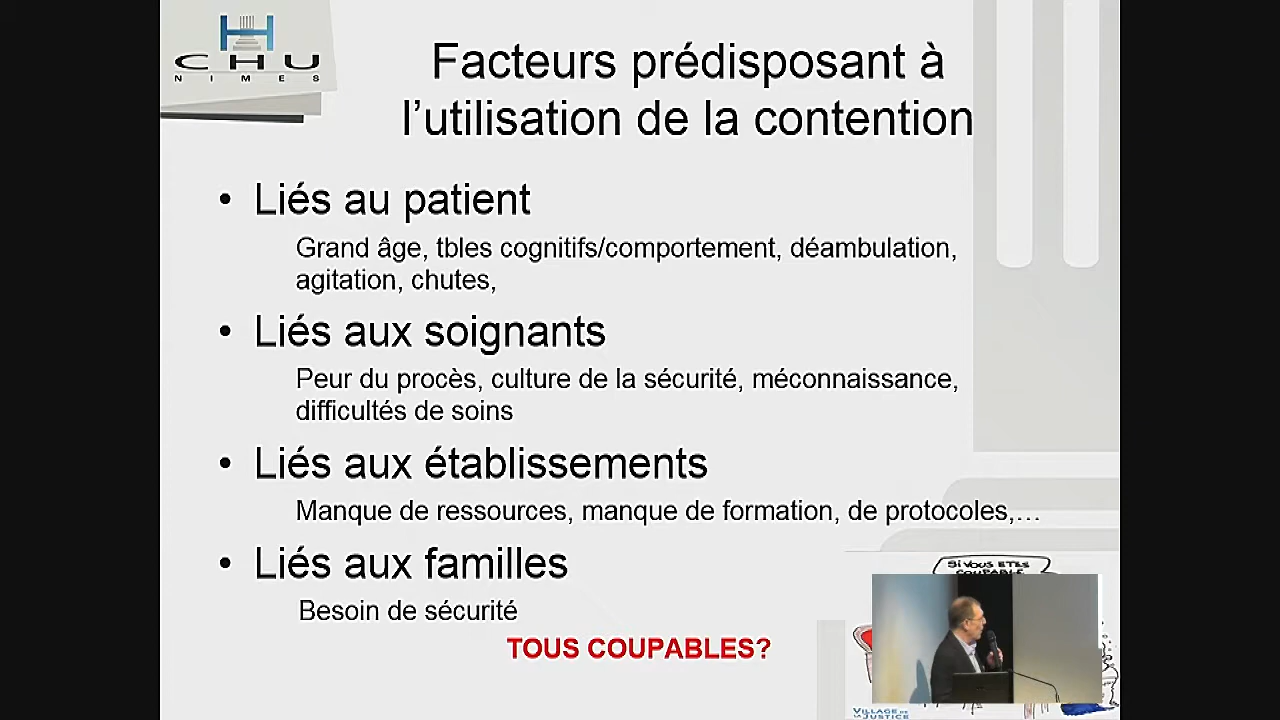 CHU
NIMES
Facteurs prédisposant à
l’utilisation de la contention
• Liés au patient
Grand âge, tbles cognitifs/comportement, déambulation,
agitation, chutes,
• Liés aux soignants
Peur du procès, culture de la sécurité, méconnaissance,
difficultés de soins
• Liés aux établissements
Manque de ressources, manque de formation, de protocoles,…
• Liés aux familles
Besoin de sécurité
TOUS COUPABLES?
SI VOUS ETES
COUPABLE
VILLAGE DE
LA JUSTICE